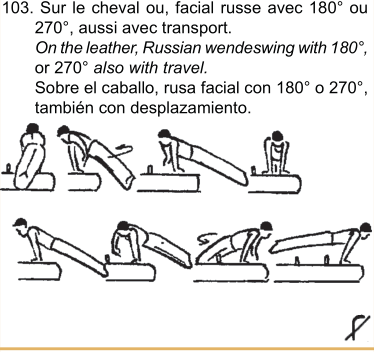 103. Sur le cheval ou, facial russe avec 180° ou
270°, aussi avec transport.
On the leather, Russian wendeswing with 180°,
or 270° also with travel.
Sobre el caballo, rusa facial con 180° o 270°,
también con desplazamiento.